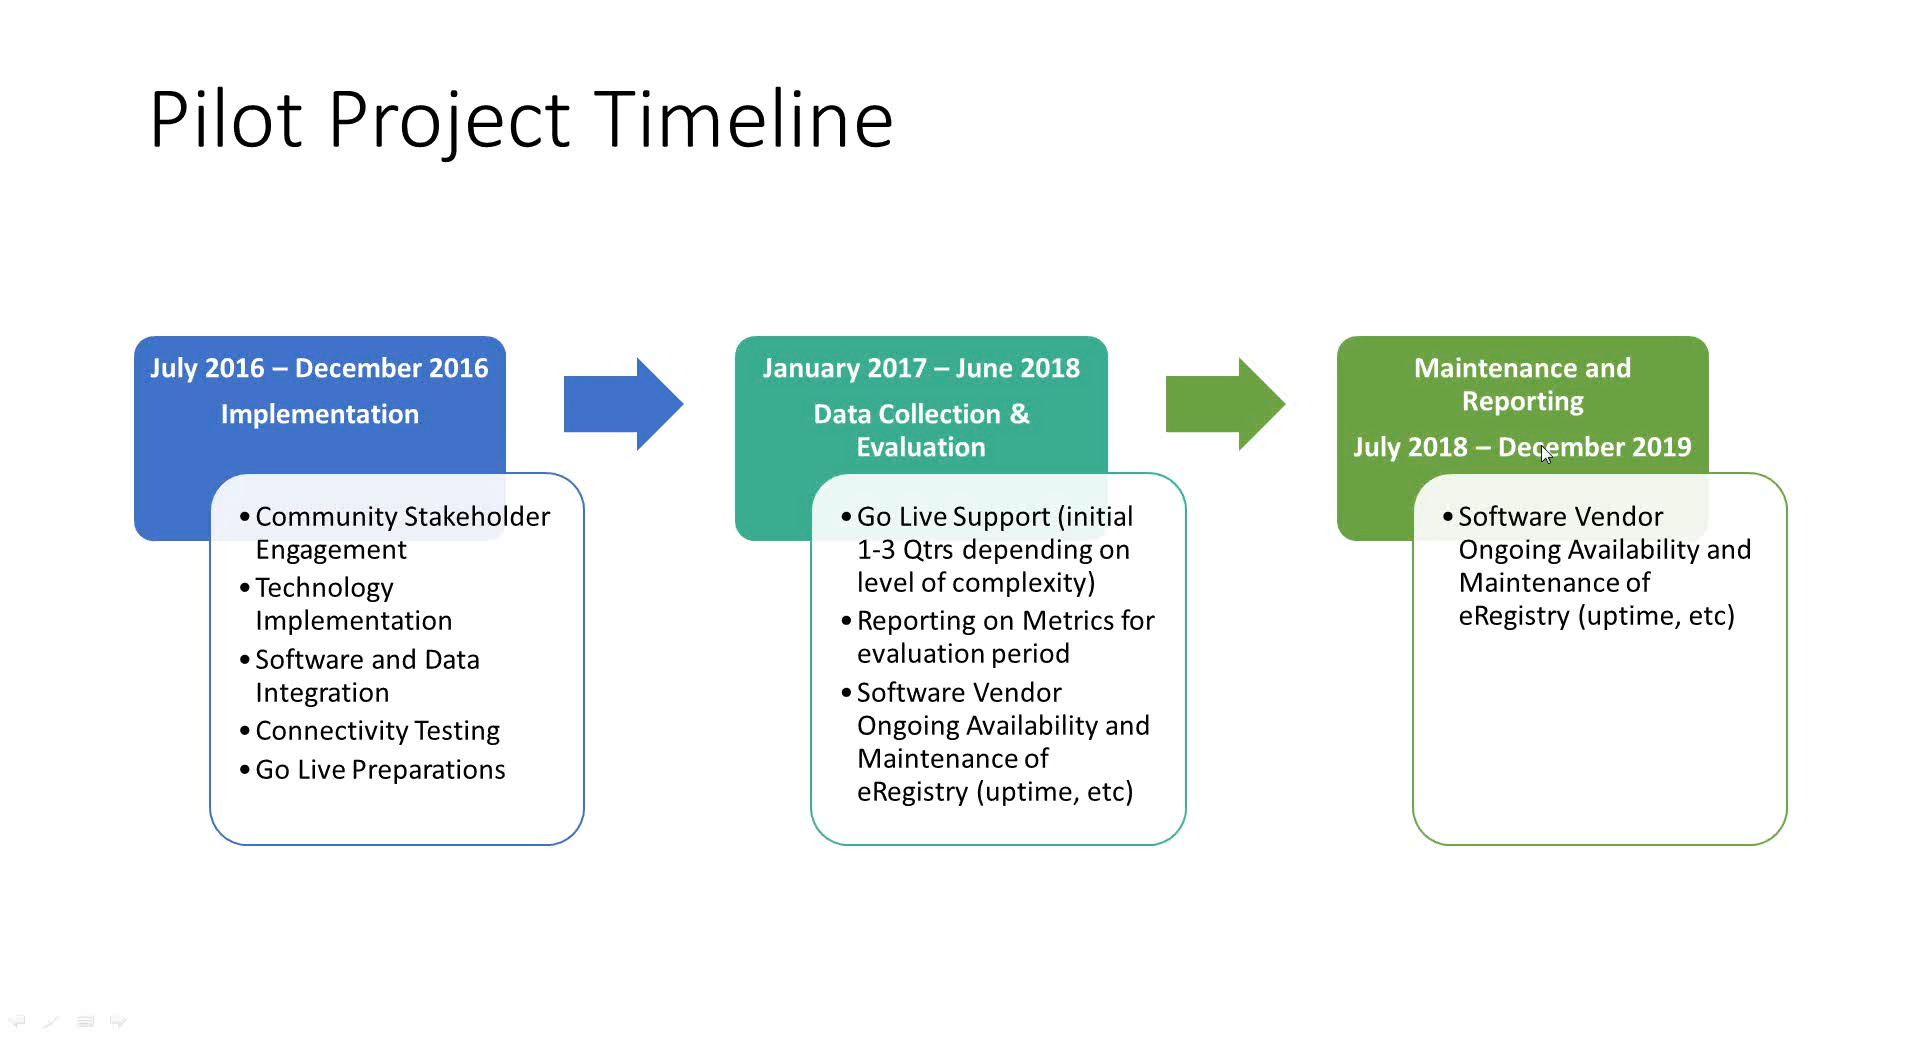 Pilot Project Timeline
July 2016 – December 2016
Implementation
• Community Stakeholder
Engagement
• Technology
Implementation
• Software and Data
Integration
• Connectivity Testing
• Go Live Preparations
January 2017 – June 2018
Data Collection &
Evaluation
• Go Live Support (initial
1-3 Qtrs depending on
level of complexity)
• Reporting on Metrics for
evaluation period
• Software Vendor
Ongoing Availability and
Maintenance of
eRegistry (uptime, etc)
Maintenance and
Reporting
July 2018 – December 2019
• Software Vendor
Ongoing Availability and
Maintenance of
eRegistry (uptime, etc)